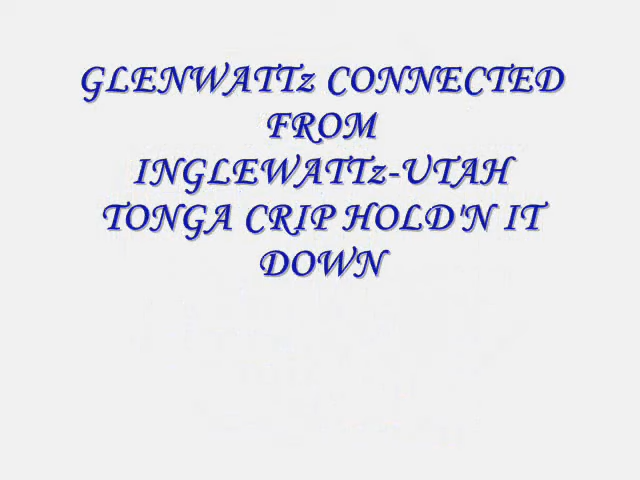 GLENWATTz CONNECTED
FROM
INGLEWATTz-UTAH
TONGA CRIP HOLD'N IT
DOWN